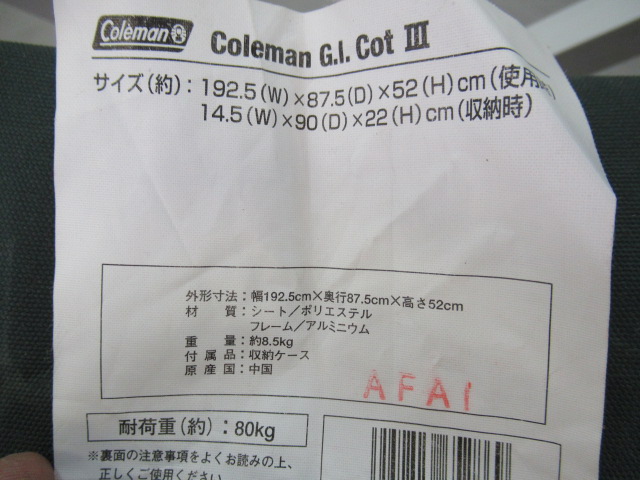 Coleman Coleman G.I. Cot III
サイズ(約):192.5(W)×87.5(D)×52(H)cm(使用時)
14.5(W)×90(D)×22(H)cm(収納時)
外形寸法:幅192.5cm×奥行87.5cm×高さ52cm
材　　質:シート/ポリエステル
フレーム/アルミニウム
重　　量:約8.5kg
付 属 品:収納ケース
原 産 国:中国
AFA1
耐荷重(約):80kg
※裏面の注意事項をよくお読みの上、
正しくご使用ください